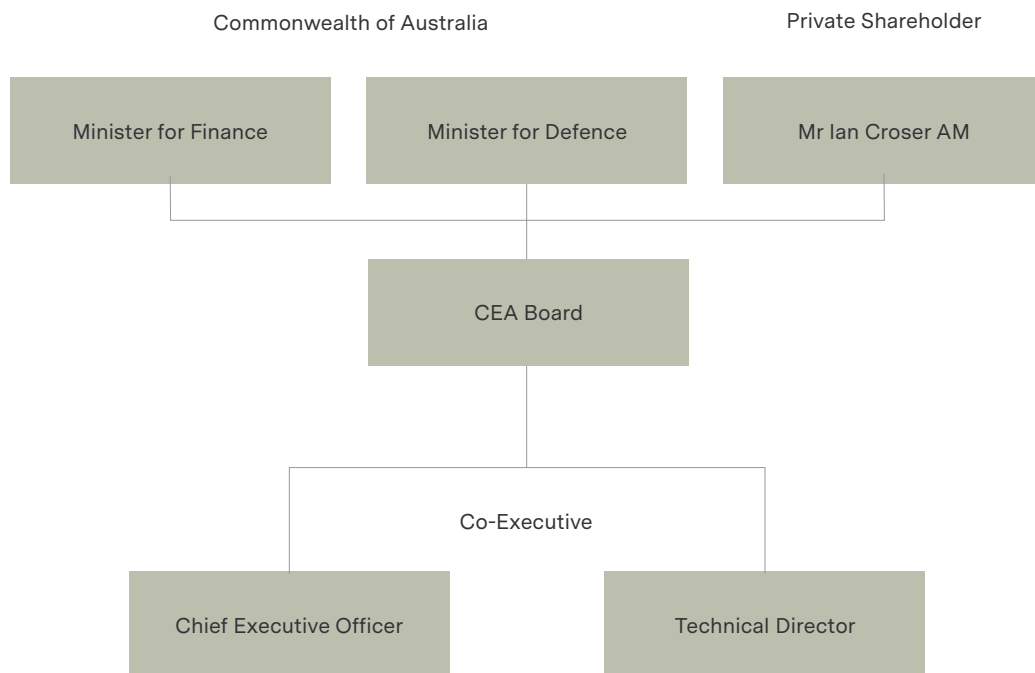 Commonwealth of Australia
Private Shareholder
Minister for Finance
Minister for Defence
Mr Ian Croser AM
CEA Board
Co-Executive
Chief Executive Officer
Technical Director